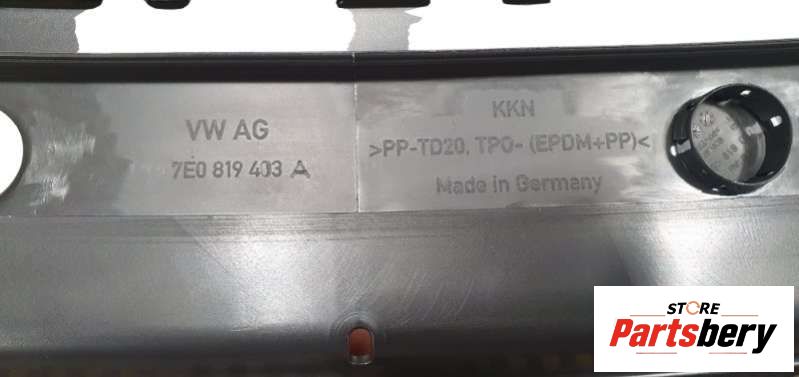 VW AG
7E0 819 403 A
KKN
>PP-TD20, TPO- (EPDM+PP)<
Made in Germany
STORE
Partsbery